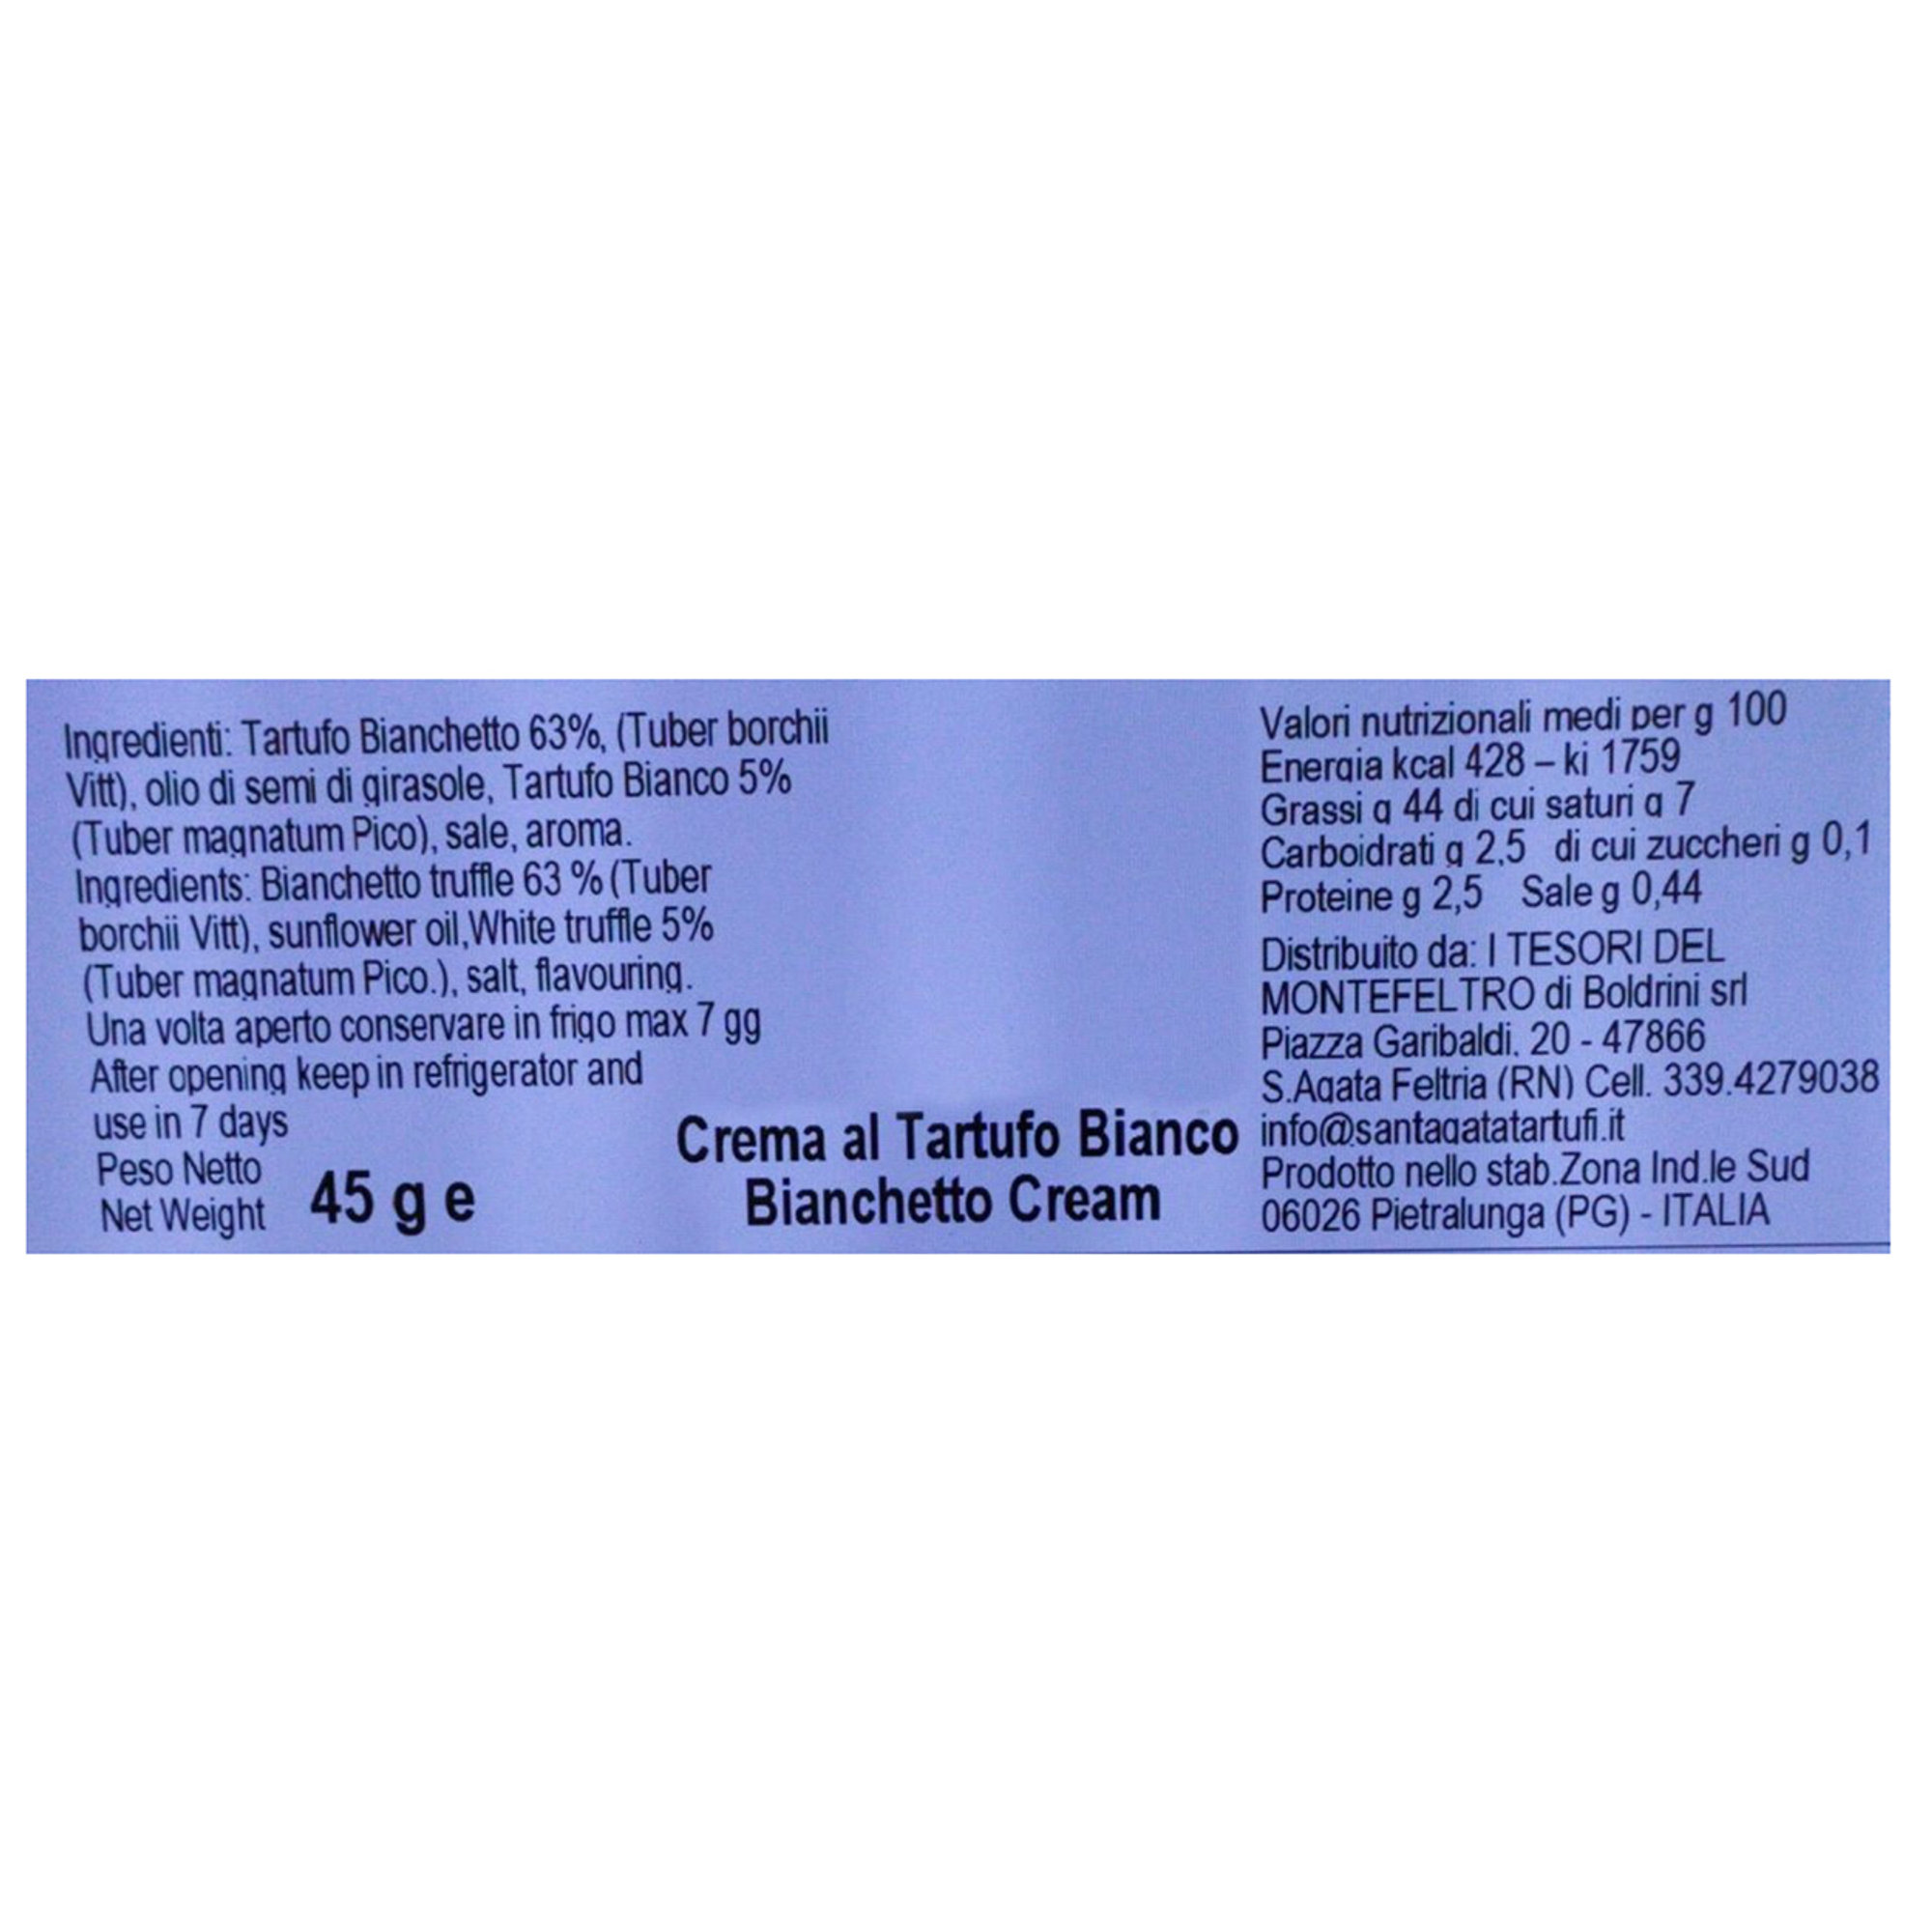 Ingredienti: Tartufo Bianchetto 63%, (Tuber borchii
Vitt), olio di semi di girasole, Tartufo Bianco 5%
(Tuber magnatum Pico), sale, aroma.
Ingredients: Bianchetto truffle 63 % (Tuber
borchii Vitt), sunflower oil,White truffle 5%
(Tuber magnatum Pico.), salt, flavouring.
Una volta aperto conservare in frigo max 7 gg
After opening keep in refrigerator and
use in 7 days
Peso Netto
Net Weight
45 g e
Crema al Tartufo Bianco
Bianchetto Cream
Valori nutrizionali medi per g 100
Energia kcal 428 – kj 1759
Grassi g 44 di cui saturi g 7
Carboidrati g 2,5 di cui zuccheri g 0,1
Proteine g 2,5 Sale g 0,44
Distribuito da: I TESORI DEL
MONTEFELTRO di Boldrini srl
Piazza Garibaldi, 20 - 47866
S.Agata Feltria (RN) Cell. 339.4279038
info@santagatatartufi.it
Prodotto nello stab.Zona Ind.le Sud
06026 Pietralunga (PG) - ITALIA